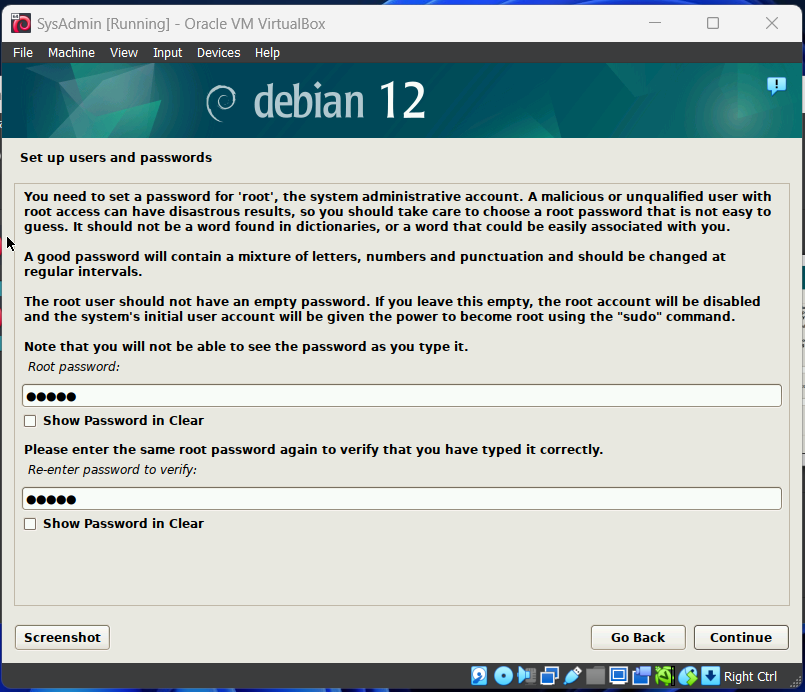 SysAdmin [Running] - Oracle VM VirtualBox
File Machine View Input Devices Help
debian 12
Set up users and passwords
You need to set a password for 'root', the system administrative account. A malicious or unqualified user with
root access can have disastrous results, so you should take care to choose a root password that is not easy to
guess. It should not be a word found in dictionaries, or a word that could be easily associated with you.
A good password will contain a mixture of letters, numbers and punctuation and should be changed at
regular intervals.
The root user should not have an empty password. If you leave this empty, the root account will be disabled
and the system's initial user account will be given the power to become root using the "sudo" command.
Note that you will not be able to see the password as you type it.
Root password:
●●●●●
Show Password in Clear
Please enter the same root password again to verify that you have typed it correctly.
Re-enter password to verify:
●●●●●
Show Password in Clear
Screenshot
Go Back
Continue
Right Ctrl